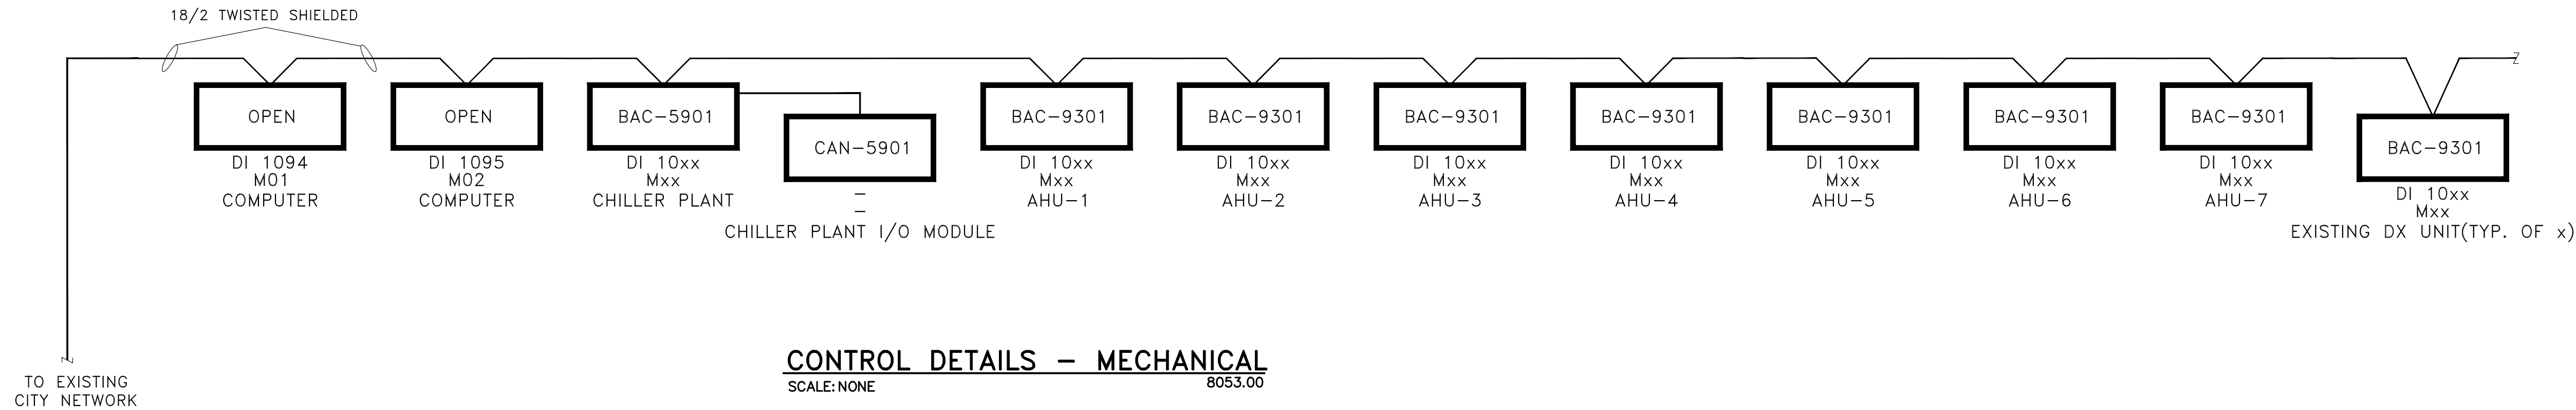 18/2 TWISTED SHIELDED
OPEN
DI 1094
M01
COMPUTER
OPEN
DI 1095
M02
COMPUTER
BAC-5901
DI 10xx
Mxx
CHILLER PLANT
CAN-5901
—
—
CHILLER PLANT I/O MODULE
BAC-9301
DI 10xx
Mxx
AHU-1
BAC-9301
DI 10xx
Mxx
AHU-2
BAC-9301
DI 10xx
Mxx
AHU-3
BAC-9301
DI 10xx
Mxx
AHU-4
BAC-9301
DI 10xx
Mxx
AHU-5
BAC-9301
DI 10xx
Mxx
AHU-6
BAC-9301
DI 10xx
Mxx
AHU-7
BAC-9301
DI 10xx
Mxx
EXISTING DX UNIT(TYP. OF x)
TO EXISTING
CITY NETWORK
CONTROL DETAILS - MECHANICAL
SCALE: NONE
8053.00